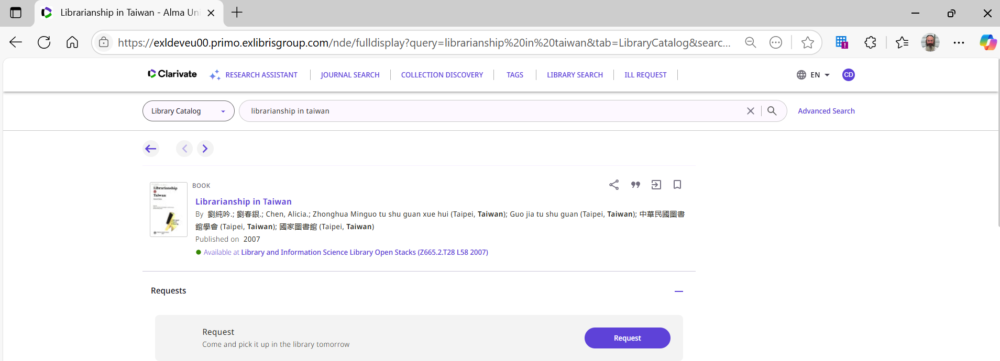 Librarianship in Taiwan - Alma Uni
https://exldeveu00.primo.exlibrisgroup.com/nde/fulldisplay?query=librarianship%20in%20taiwan&tab=LibraryCatalog&searc...
Clarivate RESEARCH ASSISTANT JOURNAL SEARCH COLLECTION DISCOVERY TAGS LIBRARY SEARCH ILL REQUEST EN CD
Library Catalog librarianship in taiwan Advanced Search
BOOK
Librarianship
Taiwan
Librarianship in Taiwan
By 劉純吟.; 劉春銀.; Chen, Alicia.; Zhonghua Minguo tu shu guan xue hui (Taipei, Taiwan); Guo jia tu shu guan (Taipei, Taiwan); 中華民國圖書
館學會 (Taipei, Taiwan); 國家圖書館 (Taipei, Taiwan)
Published on 2007
Available at Library and Information Science Library Open Stacks (Z665.2.T28 L58 2007)
Requests
Request
Come and pick it up in the library tomorrow
Request